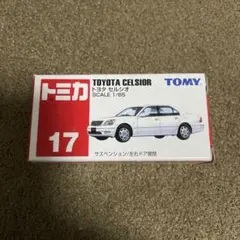 トミカ
17
TOYOTA CELSIOR
トヨタ セルシオ
SCALE 1/65
TOMY
サスペンション/左右ドア開閉